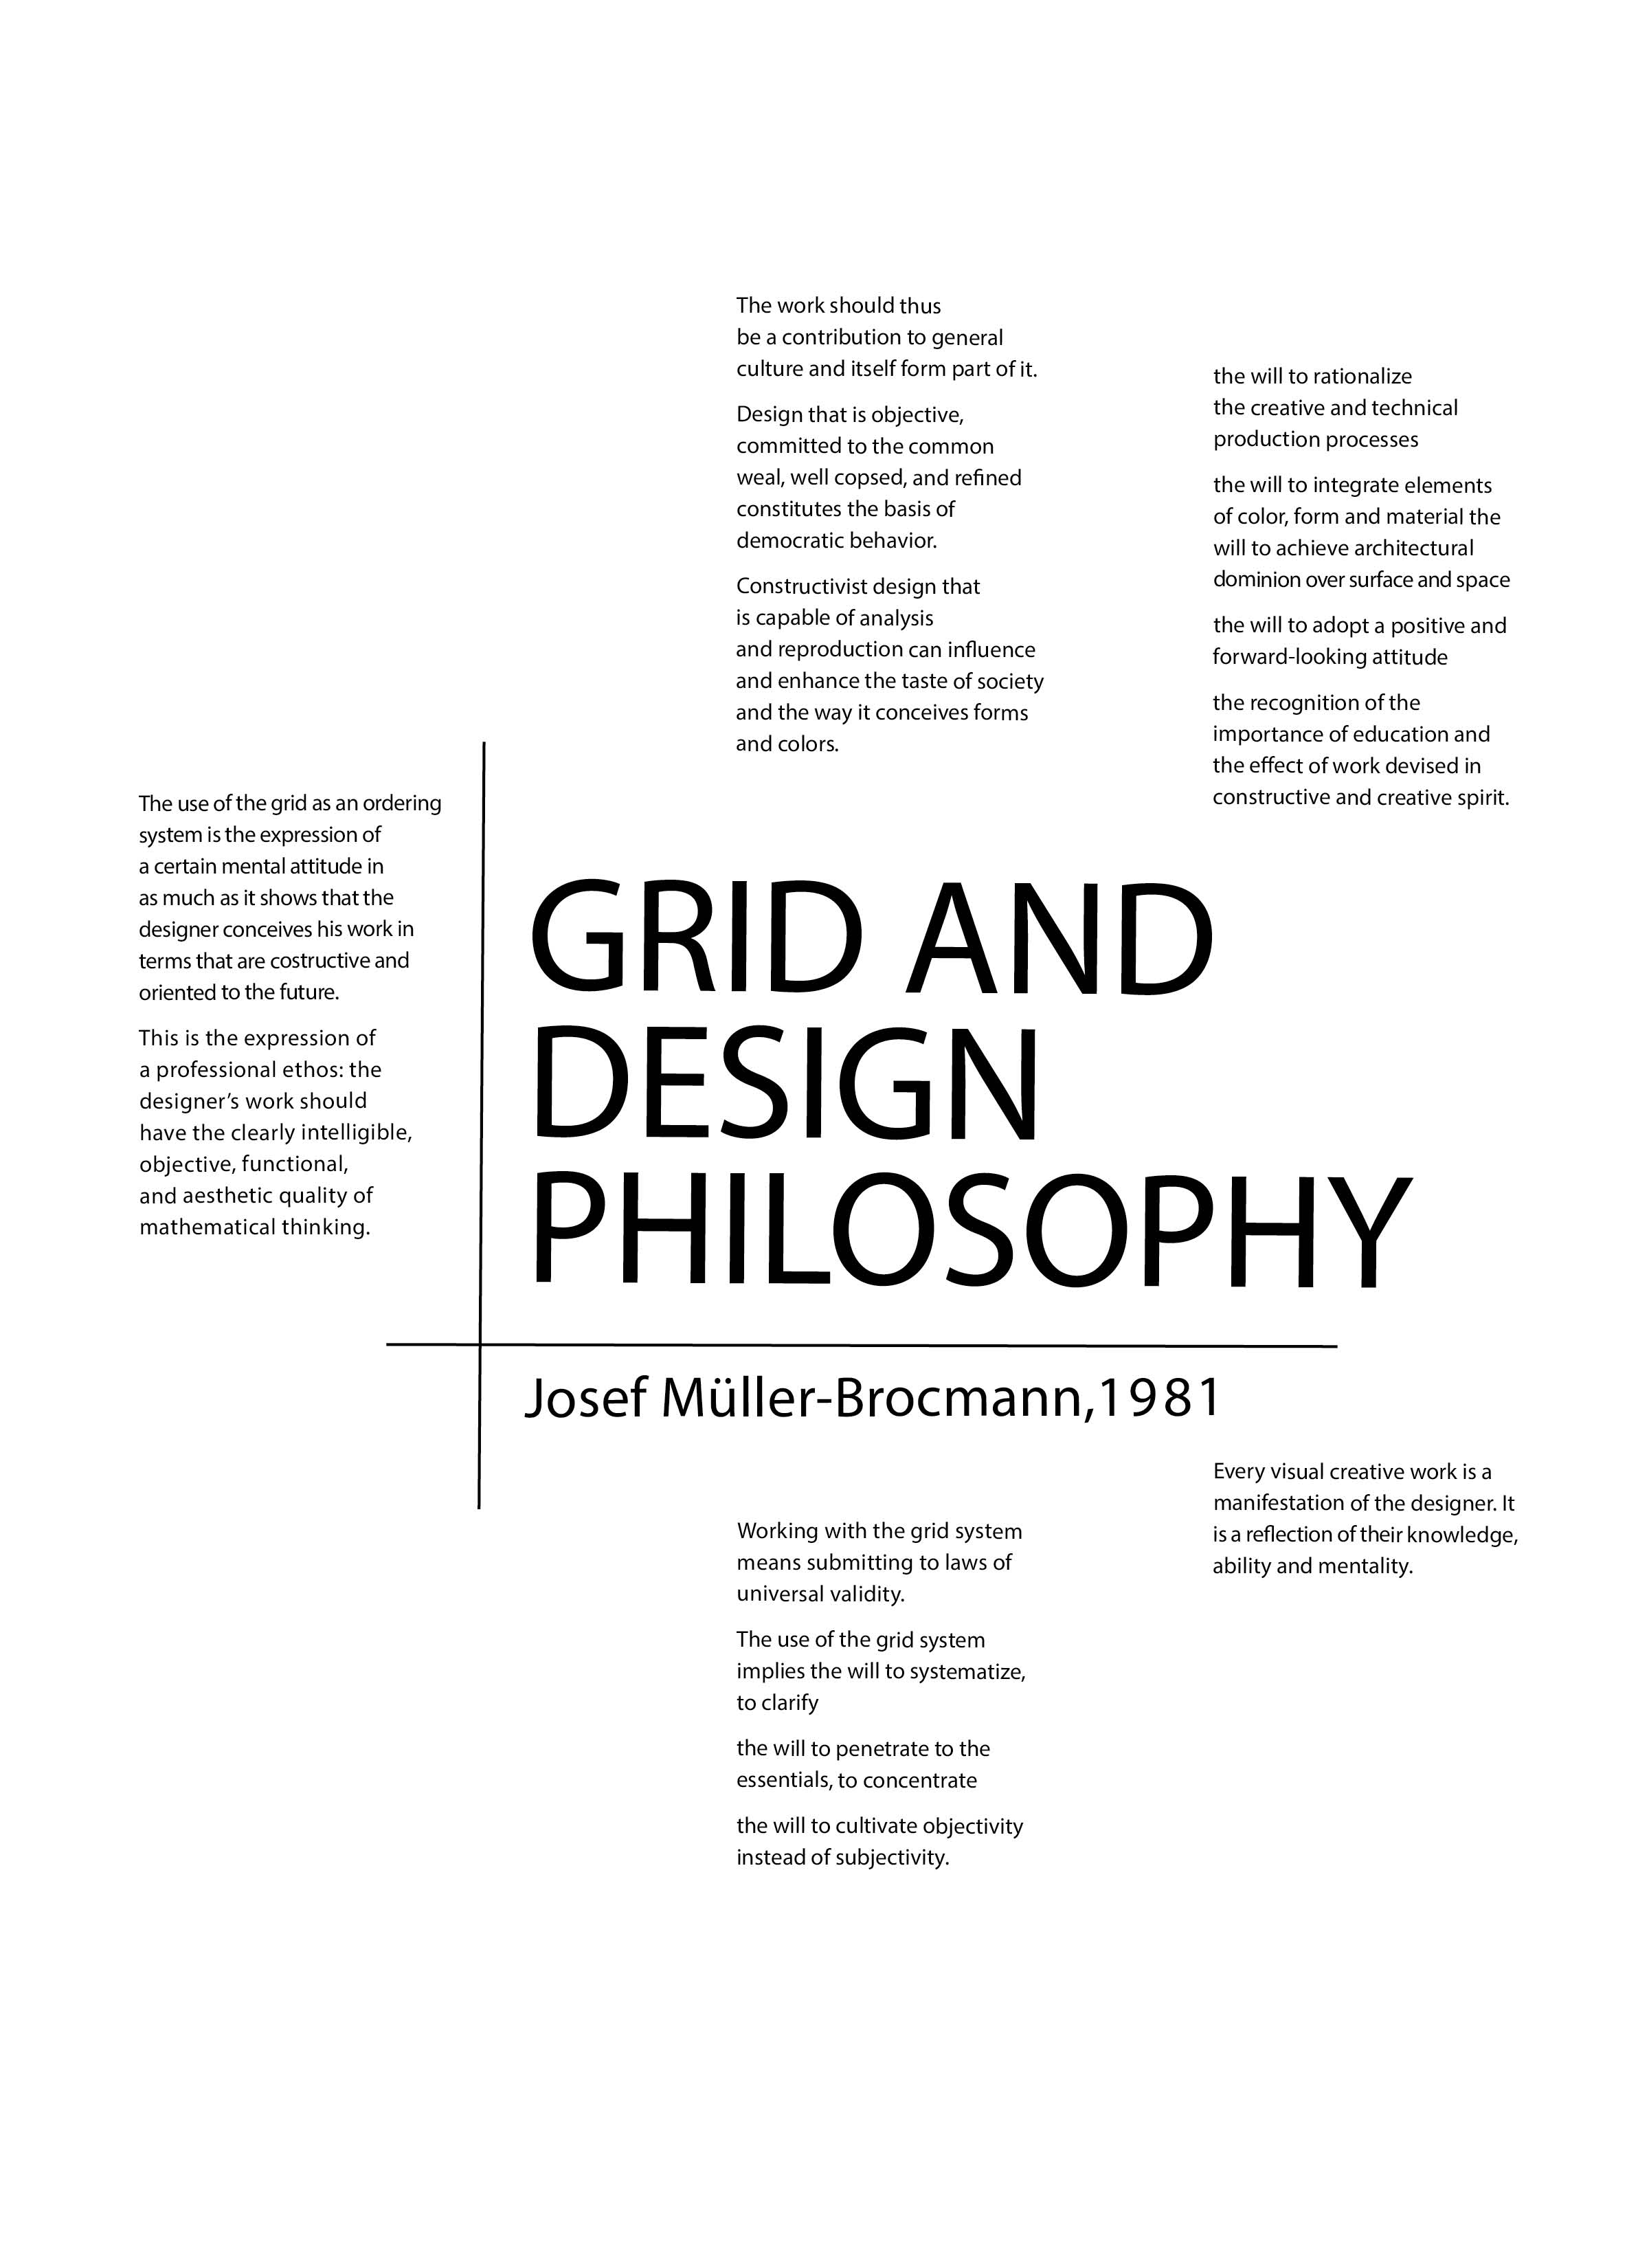 The use of the grid as an ordering
system is the expression of
a certain mental attitude in
as much as it shows that the
designer conceives his work in
terms that are costructive and
oriented to the future.
This is the expression of
a professional ethos: the
designer’s work should
have the clearly intelligible,
objective, functional,
and aesthetic quality of
mathematical thinking.
The work should thus
be a contribution to general
culture and itself form part of it.
Design that is objective,
committed to the common
weal, well copsed, and refined
constitutes the basis of
democratic behavior.
Constructivist design that
is capable of analysis
and reproduction can influence
and enhance the taste of society
and the way it conceives forms
and colors.
the will to rationalize
the creative and technical
production processes
the will to integrate elements
of color, form and material the
will to achieve architectural
dominion over surface and space
the will to adopt a positive and
forward-looking attitude
the recognition of the
importance of education and
the effect of work devised in
constructive and creative spirit.
GRID AND
DESIGN
PHILOSOPHY
Josef Müller-Brocmann,1981
Working with the grid system
means submitting to laws of
universal validity.
The use of the grid system
implies the will to systematize,
to clarify
the will to penetrate to the
essentials, to concentrate
the will to cultivate objectivity
instead of subjectivity.
Every visual creative work is a
manifestation of the designer. It
is a reflection of their knowledge,
ability and mentality.